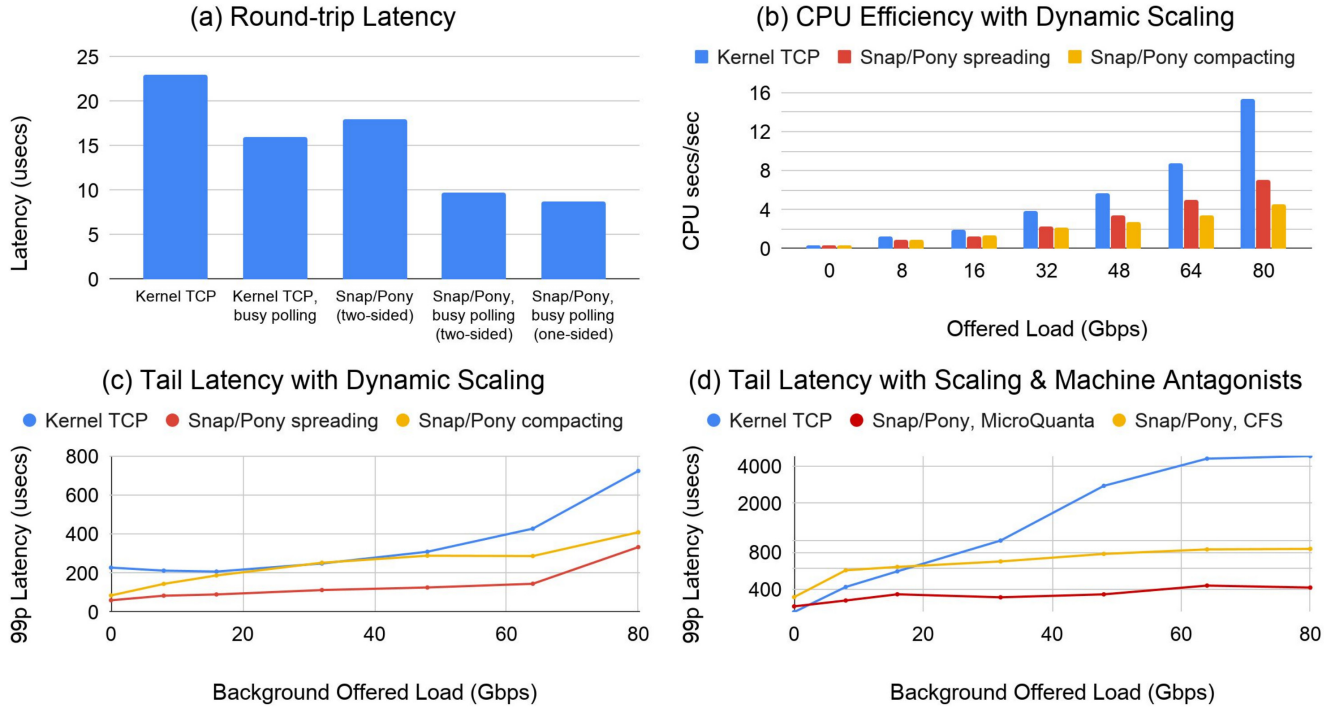 (a) Round-trip Latency
Latency (usecs)
25
20
15
10
5
0
Kernel TCP
Kernel TCP,
busy polling
Snap/Pony
(two-sided)
Snap/Pony,
busy polling
(two-sided)
Snap/Pony,
busy polling
(one-sided)
(b) CPU Efficiency with Dynamic Scaling
Kernel TCP Snap/Pony spreading Snap/Pony compacting
CPU secs/sec
16
12
8
4
0
0 8 16 32 48 64 80
Offered Load (Gbps)
(c) Tail Latency with Dynamic Scaling
Kernel TCP Snap/Pony spreading Snap/Pony compacting
99p Latency (usecs)
800
600
400
200
0
0 20 40 60 80
Background Offered Load (Gbps)
(d) Tail Latency with Scaling & Machine Antagonists
Kernel TCP Snap/Pony, MicroQuanta Snap/Pony, CFS
99p Latency (usecs)
4000
2000
800
400
0 20 40 60 80
Background Offered Load (Gbps)